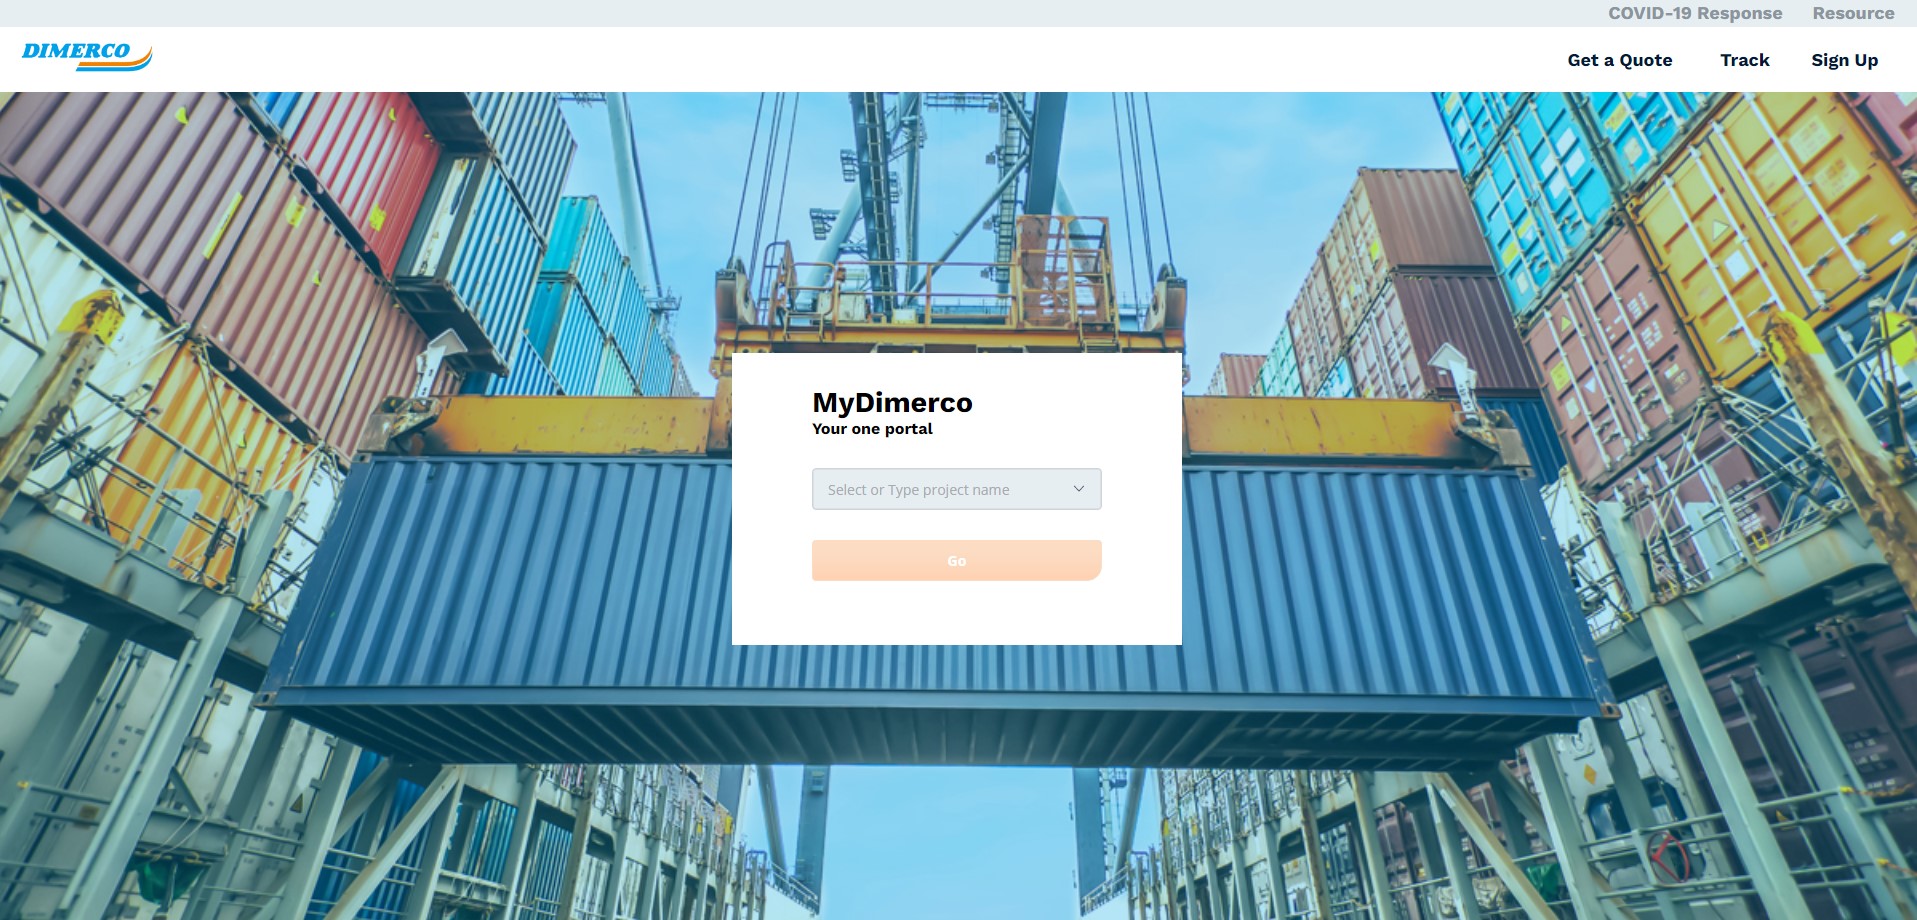 COVID-19 Response Resource
DIMERCO
Get a Quote Track Sign Up
MyDimerco
Your one portal
Select or Type project name
Go